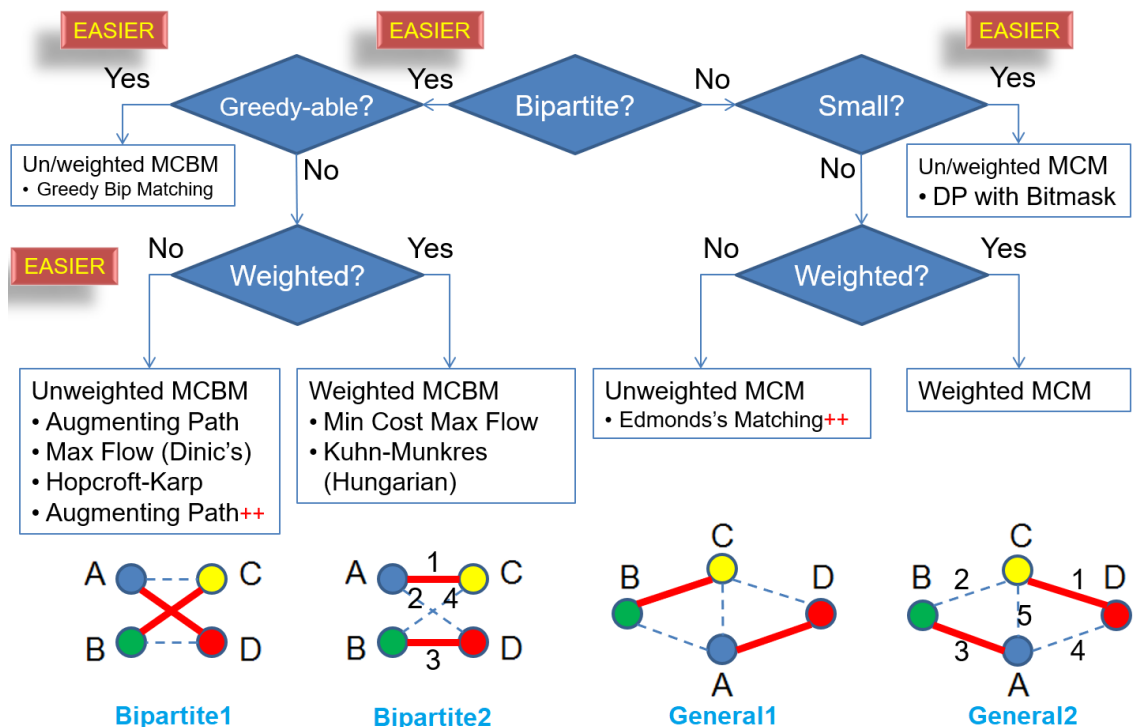 EASIER
EASIER
EASIER
Yes
Yes
No
Yes
Greedy-able?
Bipartite?
Small?
Un/weighted MCBM
• Greedy Bip Matching
No
No
Un/weighted MCM
• DP with Bitmask
EASIER
No
Yes
No
Yes
Weighted?
Weighted?
Unweighted MCBM
• Augmenting Path
• Max Flow (Dinic's)
• Hopcroft-Karp
• Augmenting Path++
Weighted MCBM
• Min Cost Max Flow
• Kuhn-Munkres
(Hungarian)
Unweighted MCM
• Edmonds's Matching++
Weighted MCM
A
C
B
D
Bipartite1
A
1
C
2
4
B
D
3
Bipartite2
C
B
D
A
General1
C
B
2
1
D
5
3
4
A
General2